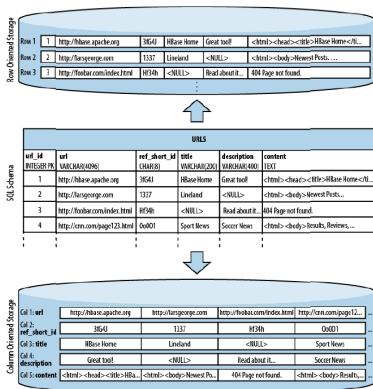 Row Oriented Storage
Row 1 1 http://hbase.apache.org 3fG4J HBase Home Great tool! <html><head><title>HBase Home</ti...
Row 2 2 http://larsgeorge.com 1337 Lineland <NULL> <html><body>Newest Posts. ...
Row 3 3 http://foobar.com/index.html Hf34h <NULL> Read about it... 404 Page not found.
SQL Schema
URLS
url_id url ref_short_id title description content
INTEGER PK VARCHAR(4096) CHAR(8) VARCHAR(200) VARCHAR(400) TEXT
1 http://hbase.apache.org 3fG4J HBase Home Great tool! <html><head><title>HBase Home</ti...
2 http://larsgeorge.com 1337 Lineland <NULL> <html><body>Newest Posts...
3 http://foobar.com/index.html Hf34h <NULL> Read about it... 404 Page not found.
4 http://cnn.com/page123.html 0o0O1 Sport News Soccer News <html><body>Results, Reviews, ...
Column Oriented Storage
Col 1: url http://hbase.apache.org http://larsgeorge.com http://foobar.com/index.html http://cnn.com/page12... ...
Col 2: ref_short_id 3fG4J 1337 Hf34h 0o0O1 ...
Col 3: title HBase Home Lineland <NULL> Sport News ...
Col 4: description Great tool! <NULL> Read about it... Soccer News ...
Col 5: content <html><head><title>HBa... <html><body>Newest Po... 404 Page not found. <html><body>Results,... ...